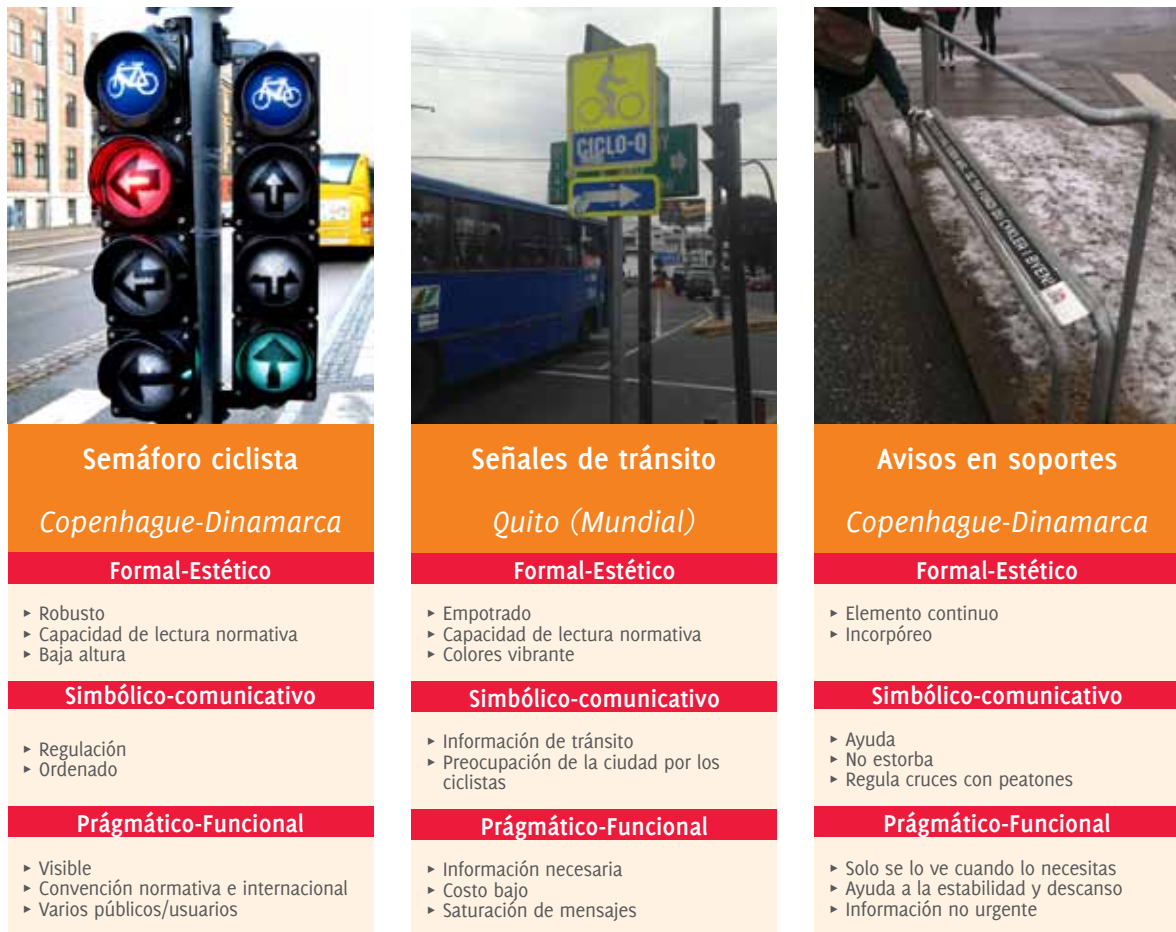 CICLO-Q
CYKLER I BYEN?
Semáforo ciclista
Copenhague-Dinamarca
Formal-Estético
▸ Robusto
▸ Capacidad de lectura normativa
▸ Baja altura
Simbólico-comunicativo
▸ Regulación
▸ Ordenado
Prágmático-Funcional
▸ Visible
▸ Convención normativa e internacional
▸ Varios públicos/usuarios
Señales de tránsito
Quito (Mundial)
Formal-Estético
▸ Empotrado
▸ Capacidad de lectura normativa
▸ Colores vibrante
Simbólico-comunicativo
▸ Información de tránsito
▸ Preocupación de la ciudad por los
ciclistas
Prágmático-Funcional
▸ Información necesaria
▸ Costo bajo
▸ Saturación de mensajes
Avisos en soportes
Copenhague-Dinamarca
Formal-Estético
▸ Elemento continuo
▸ Incorpóreo
Simbólico-comunicativo
▸ Ayuda
▸ No estorba
▸ Regula cruces con peatones
Prágmático-Funcional
▸ Solo se lo ve cuando lo necesitas
▸ Ayuda a la estabilidad y descanso
▸ Información no urgente